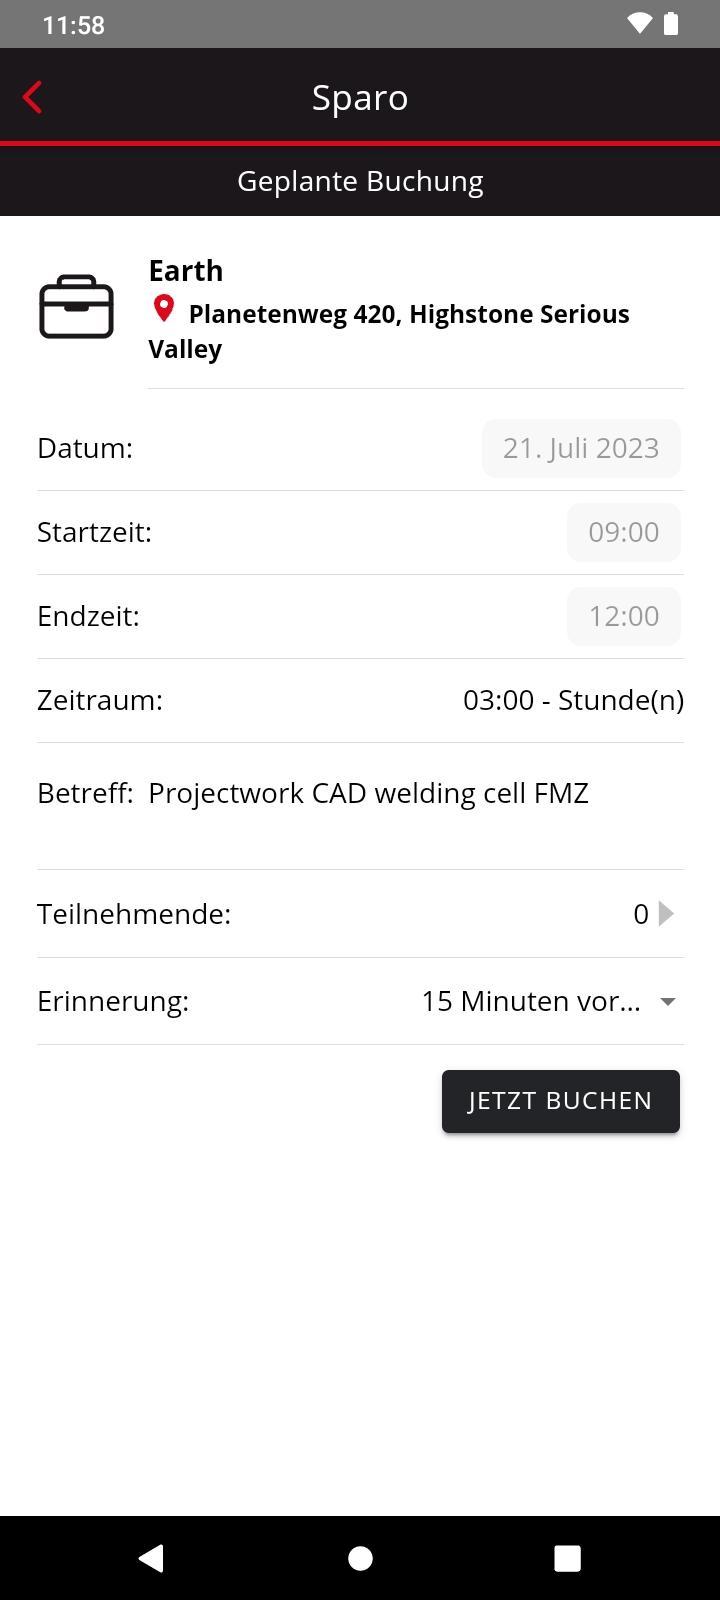 11:58
Sparo
Geplante Buchung
Earth
Planetenweg 420, Highstone Serious
Valley
Datum: 21. Juli 2023
Startzeit: 09:00
Endzeit: 12:00
Zeitraum: 03:00 - Stunde(n)
Betreff: Projectwork CAD welding cell FMZ
Teilnehmende: 0
Erinnerung: 15 Minuten vor...
JETZT BUCHEN